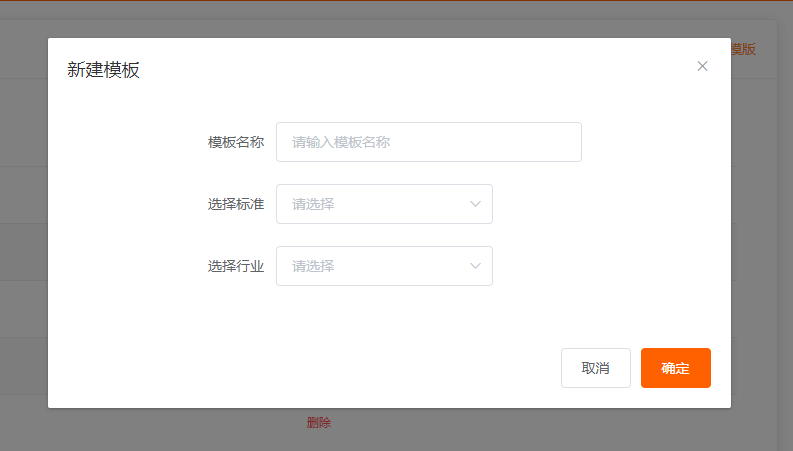 模版
新建模板
模板名称 请输入模板名称
选择标准 请选择
选择行业 请选择
取消 确定
删除